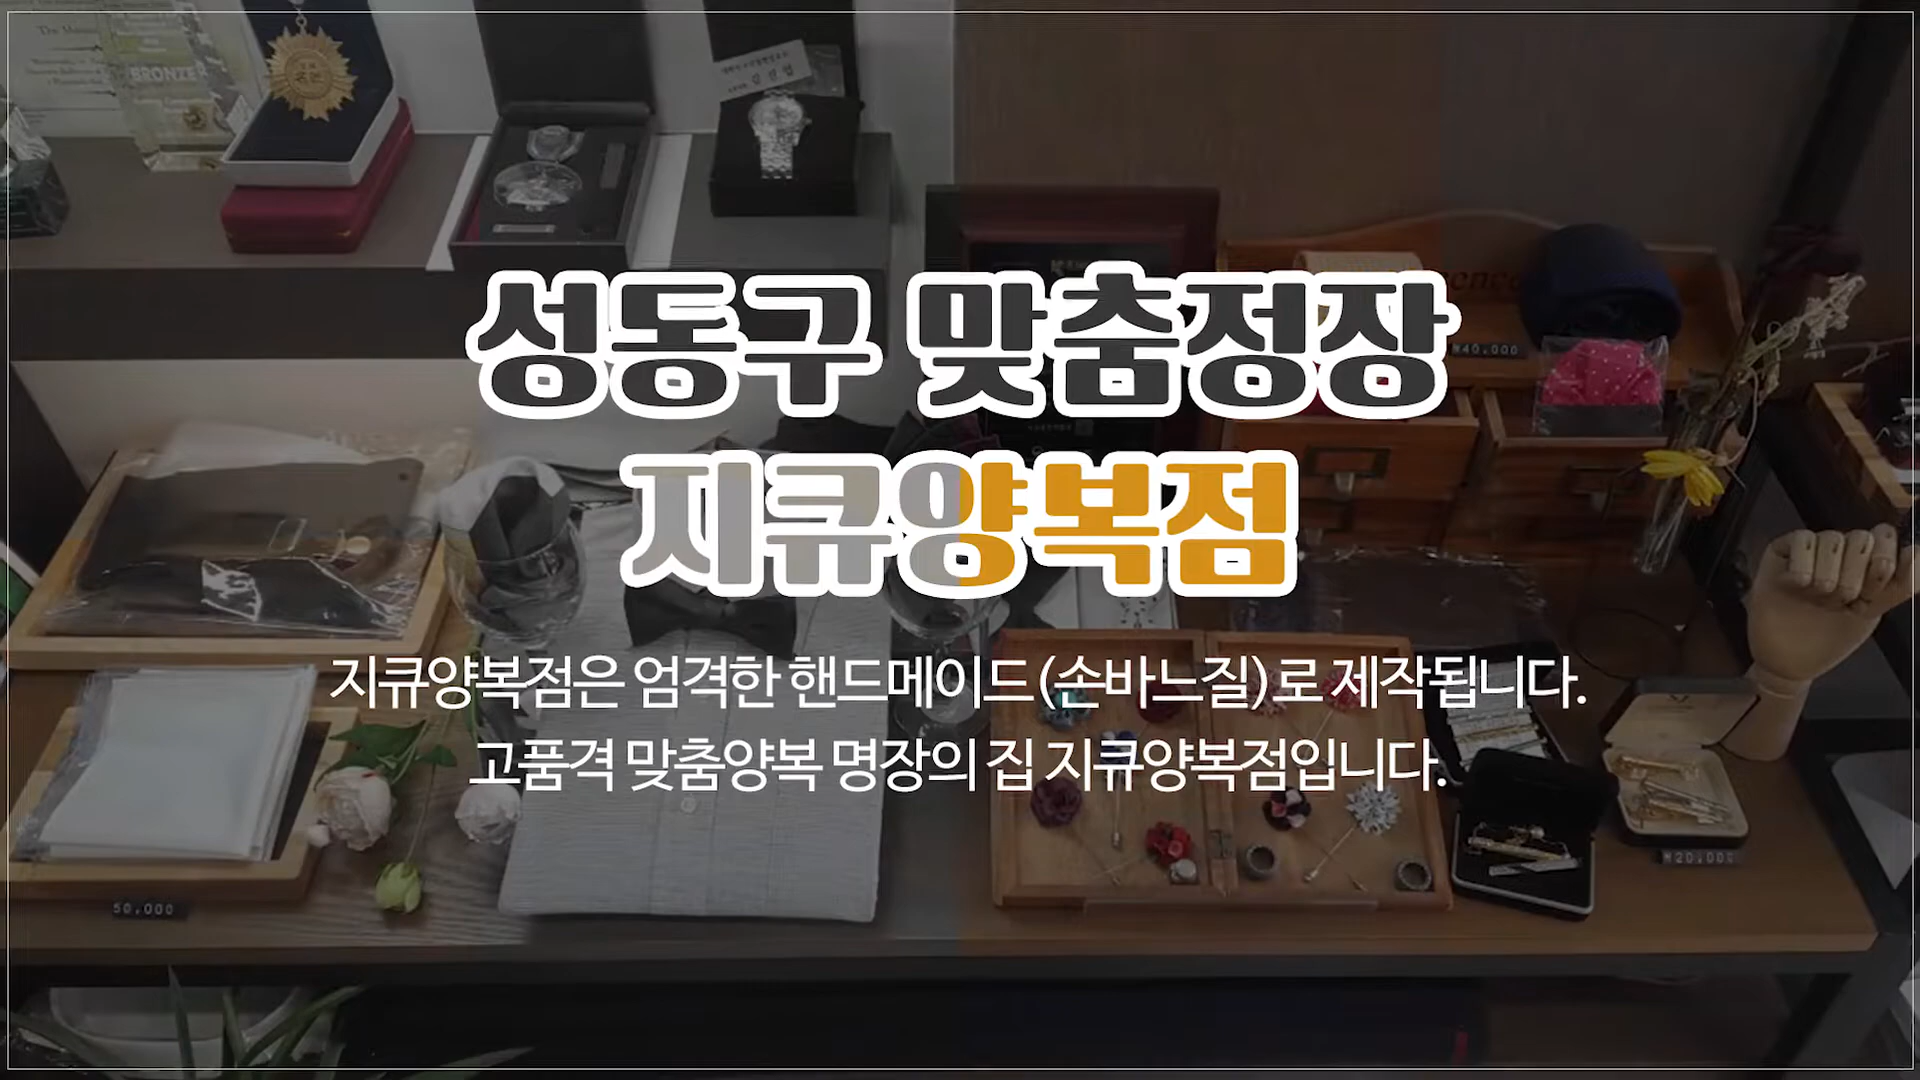 BRONZE
성동구 맞춤정장
₩40,000
지큐양복점
지큐양복점은 엄격한 핸드메이드(손바느질)로 제작됩니다.
고품격 맞춤양복 명장의 집 지큐양복점입니다.
₩20,000
50,000